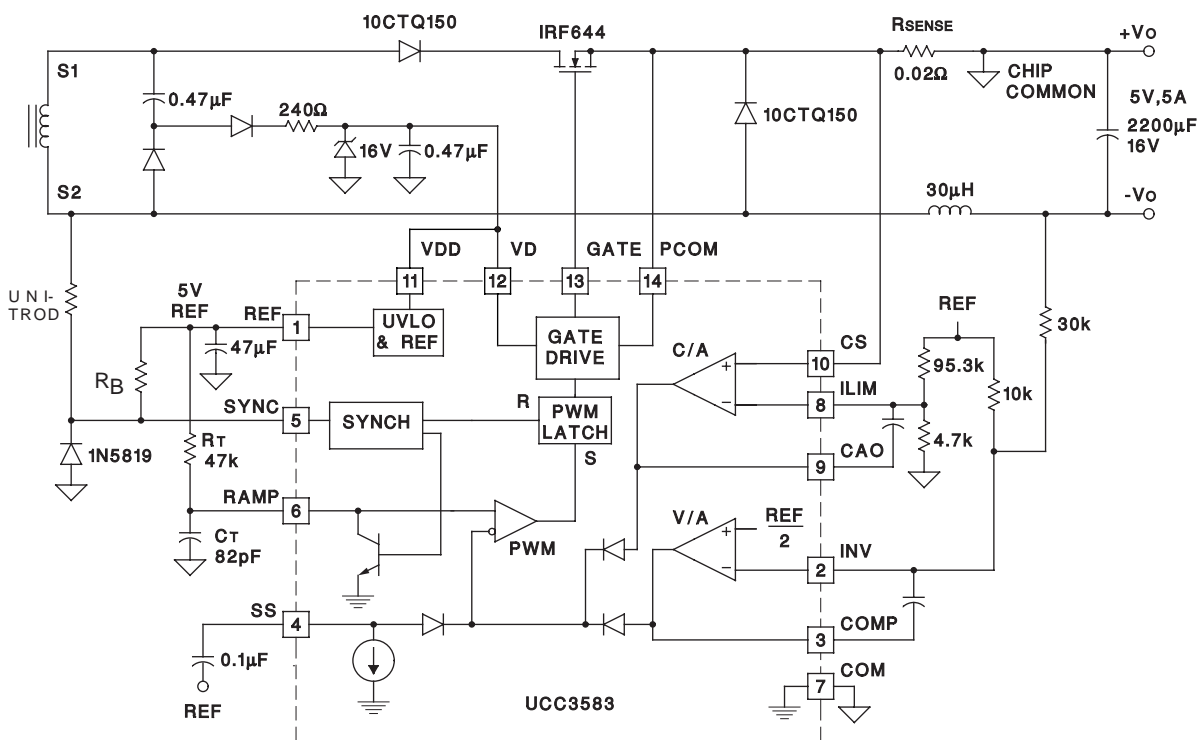 10CTQ150
IRF644
RSENSE
0.02Ω
CHIP
COMMON
+Vo
5V,5A
2200µF
16V
S1
0.47µF
240Ω
16V
0.47µF
10CTQ150
S2
30µH
-Vo
VDD
VD
GATE
PCOM
11
12
13
14
U N I-
TROD
5V
REF
REF
1
UVLO
& REF
GATE
DRIVE
47µF
RB
C/A
+
−
10
CS
8
ILIM
REF
95.3k
10k
30k
4.7k
SYNC
5
SYNCH
R
PWM
LATCH
S
9
CAO
1N5819
RT
47k
RAMP
6
PWM
V/A
+
−
REF
2
2
INV
CT
82pF
SS
4
3
COMP
0.1µF
REF
UCC3583
7
COM